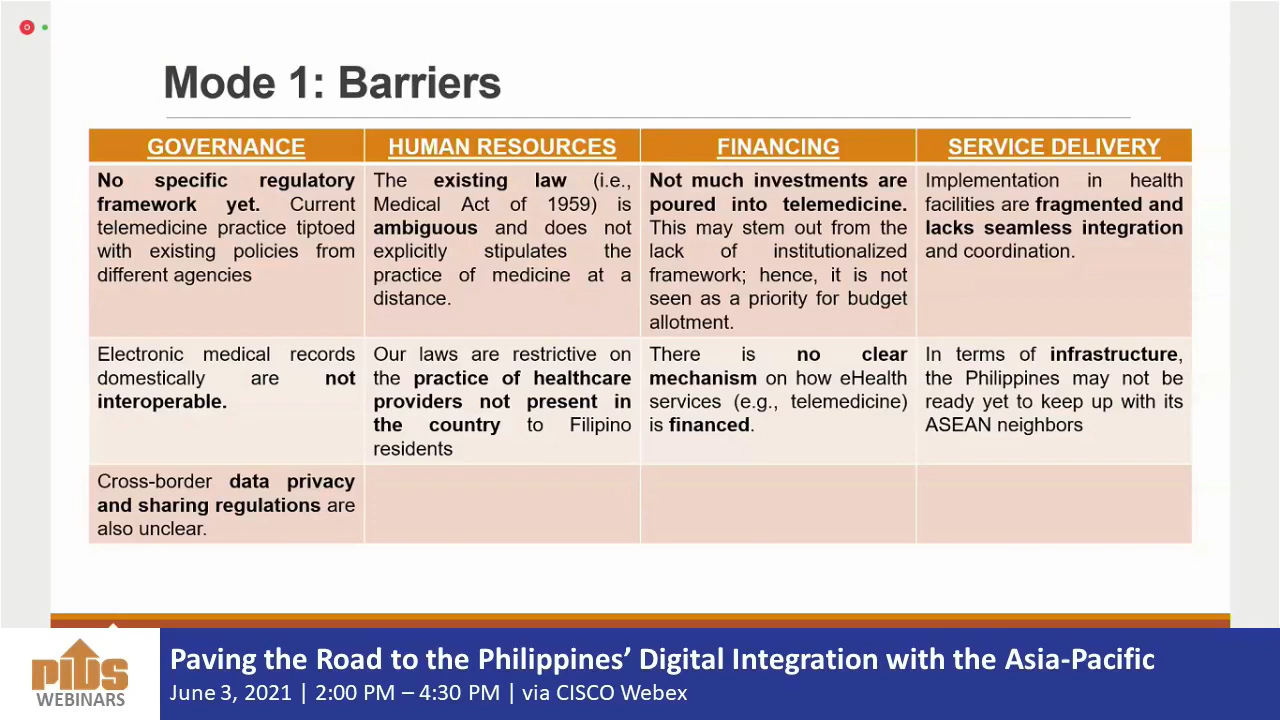 Mode 1: Barriers
GOVERNANCE
HUMAN RESOURCES
FINANCING
SERVICE DELIVERY
No specific regulatory
framework yet. Current
telemedicine practice tiptoed
with existing policies from
different agencies
The existing law (i.e.,
Medical Act of 1959) is
ambiguous and does not
explicitly stipulates the
practice of medicine at a
distance.
Not much investments are
poured into telemedicine.
This may stem out from the
lack of institutionalized
framework; hence, it is not
seen as a priority for budget
allotment.
Implementation in health
facilities are fragmented and
lacks seamless integration
and coordination.
Electronic medical records
domestically are not
interoperable.
Our laws are restrictive on
the practice of healthcare
providers not present in
the country to Filipino
residents
There is no clear
mechanism on how eHealth
services (e.g., telemedicine)
is financed.
In terms of infrastructure,
the Philippines may not be
ready yet to keep up with its
ASEAN neighbors
Cross-border data privacy
and sharing regulations are
also unclear.
PIDS
WEBINARS
Paving the Road to the Philippines’ Digital Integration with the Asia-Pacific
June 3, 2021 | 2:00 PM – 4:30 PM | via CISCO Webex